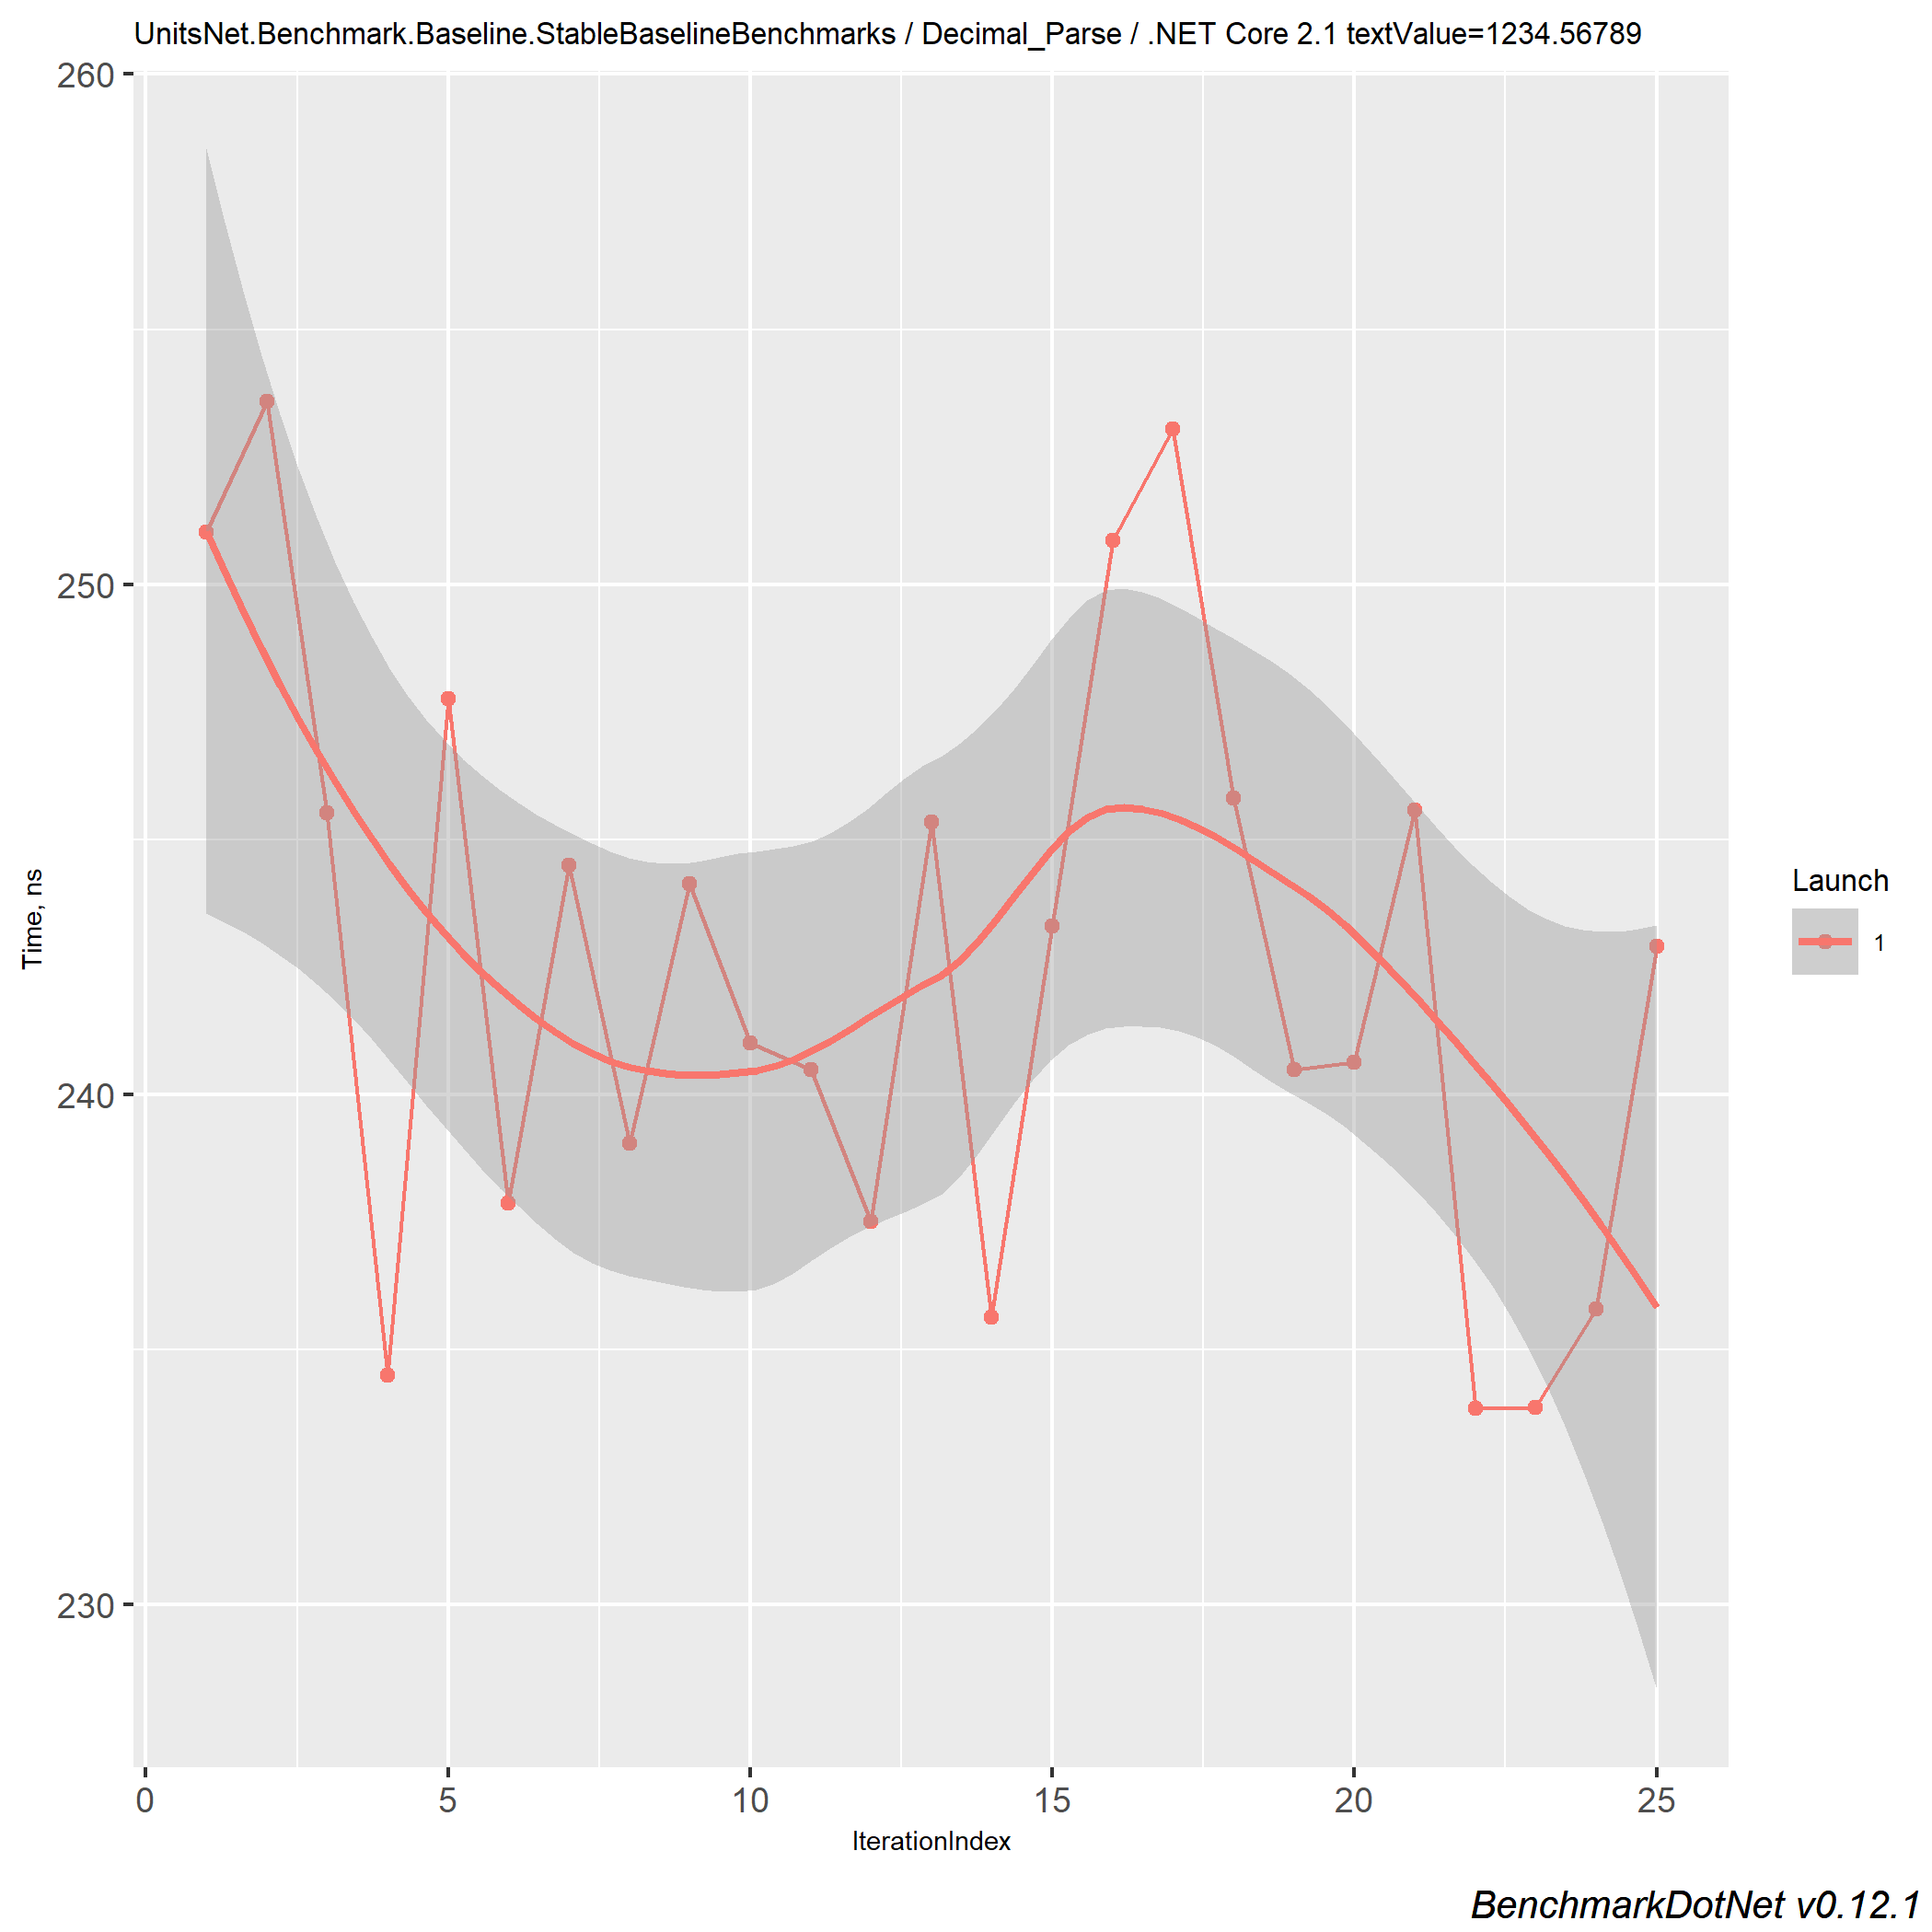 UnitsNet.Benchmark.Baseline.StableBaselineBenchmarks / Decimal_Parse / .NET Core 2.1 textValue=1234.56789
260
250
240
230
Time, ns
0 5 10 15 20 25
IterationIndex
Launch
1
BenchmarkDotNet v0.12.1